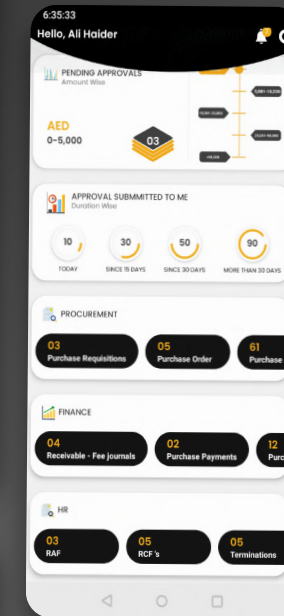 6:35:33
Hello, Ali Haider
PENDING APPROVALS
Amount Wise
AED
0-5,000
03
APPROVAL SUBMMITTED TO ME
Duration Wise
10
30
50
90
TODAY
SINCE 15 DAYS
SINCE 30 DAYS
MORE THAN 30 DAYS
PROCUREMENT
03
05
61
Purchase Requisitions
Purchase Order
Purchase
FINANCE
04
02
12
Receivable - Fee journals
Purchase Payments
Purc
HR
03
05
05
RAF
RCF 's
Terminations